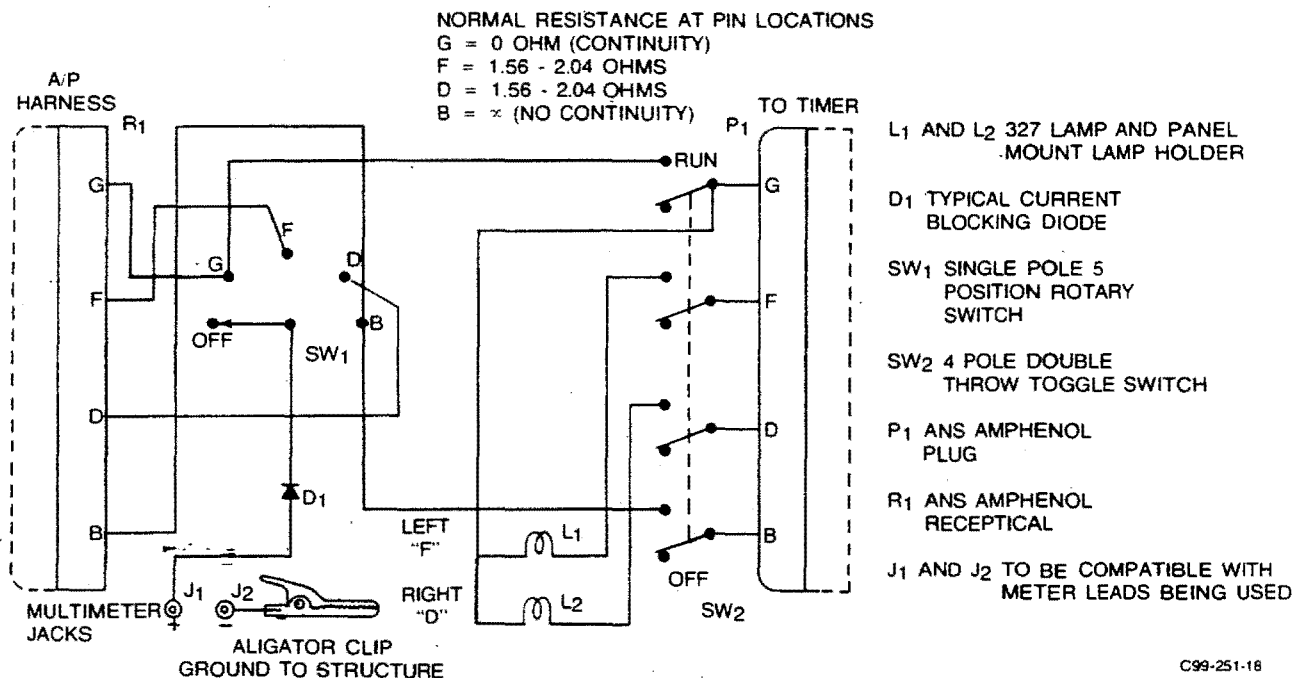 NORMAL RESISTANCE AT PIN LOCATIONS
G = 0 OHM (CONTINUITY)
F = 1.56 - 2.04 OHMS
D = 1.56 - 2.04 OHMS
B = ∝ (NO CONTINUITY)
A/P
HARNESS
R1
TO TIMER
P1
G
F
D
B
G
F
D
B
OFF
SW1
D1
RUN
G
F
D
B
OFF
SW2
LEFT
"F"
L1
RIGHT
"D"
L2
J1
J2
+
–
MULTIMETER
JACKS
ALIGATOR CLIP
GROUND TO STRUCTURE
L1 AND L2 327 LAMP AND PANEL
MOUNT LAMP HOLDER
D1 TYPICAL CURRENT
BLOCKING DIODE
SW1 SINGLE POLE 5
POSITION ROTARY
SWITCH
SW2 4 POLE DOUBLE
THROW TOGGLE SWITCH
P1 ANS AMPHENOL
PLUG
R1 ANS AMPHENOL
RECEPTICAL
J1 AND J2 TO BE COMPATIBLE WITH
METER LEADS BEING USED
C99-251-18